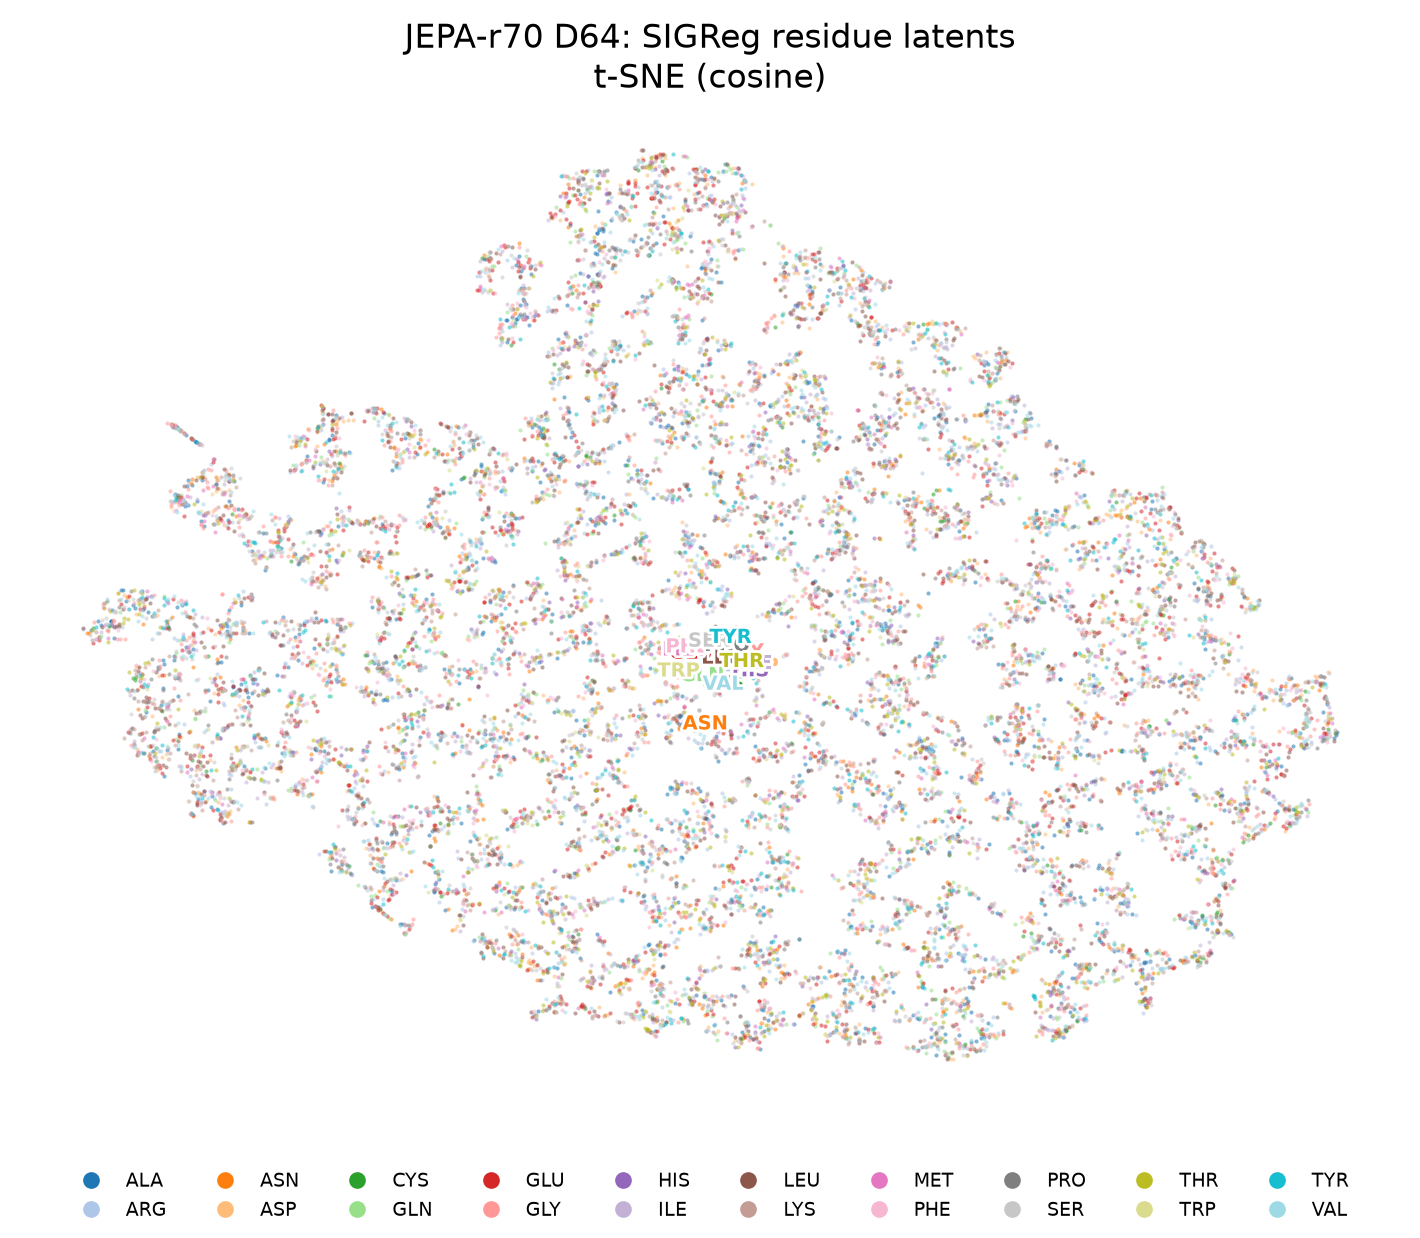 JEPA-r70 D64: SIGReg residue latents
t-SNE (cosine)
TYR
THR
TRP
VAL
ASN
ALA ASN CYS GLU HIS LEU MET PRO THR TYR
ARG ASP GLN GLY ILE LYS PHE SER TRP VAL